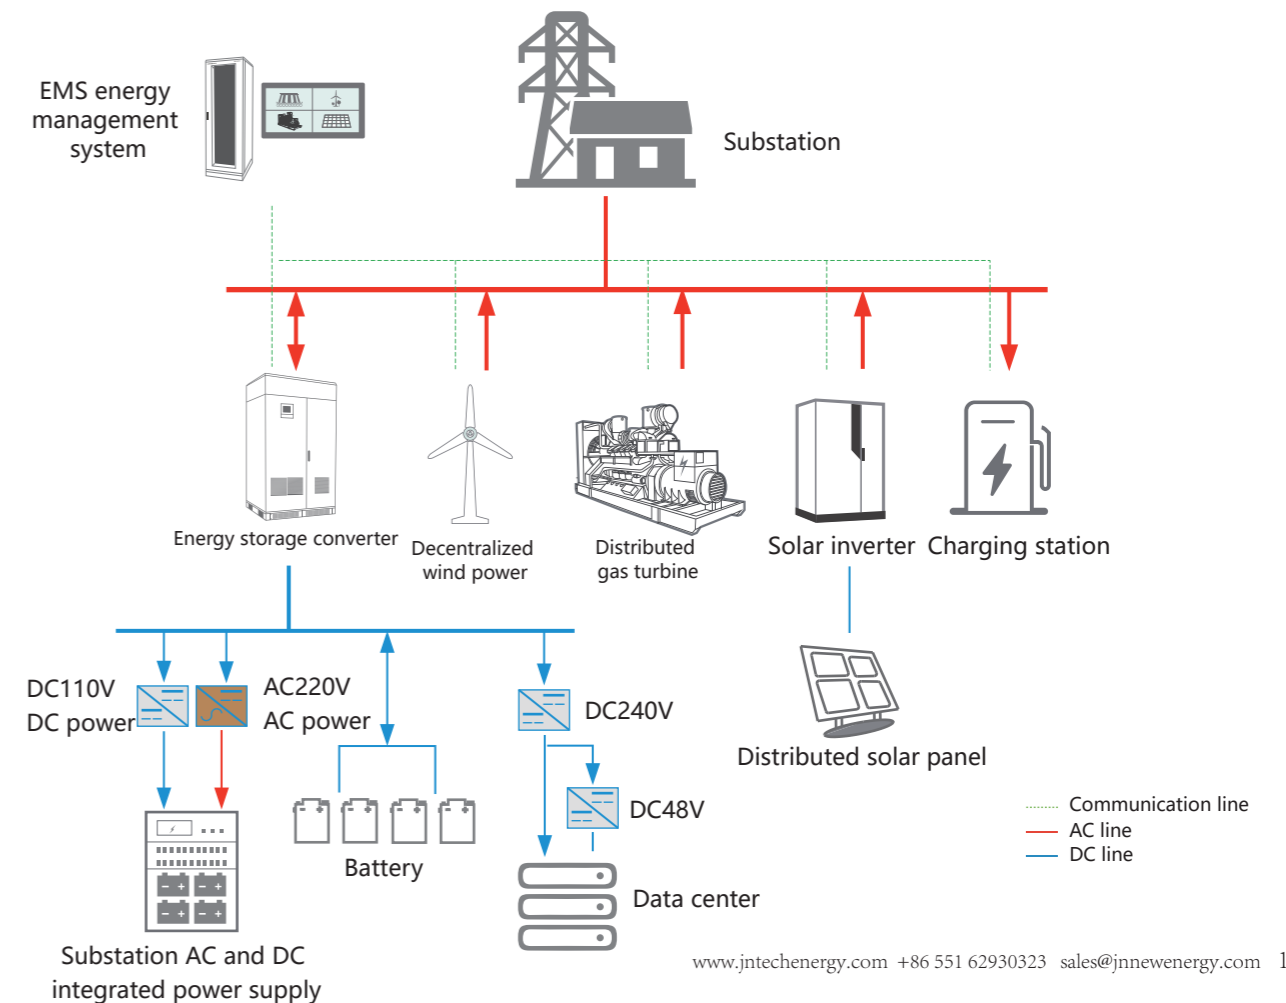 EMS energy
management
system
Substation
Energy storage converter
Decentralized
wind power
Distributed
gas turbine
Solar inverter
Charging station
DC110V
DC power
AC220V
AC power
DC240V
DC48V
Distributed solar panel
Battery
Data center
Substation AC and DC
integrated power supply
Communication line
AC line
DC line
www.jntechenergy.com +86 551 62930323 sales@jnnewenergy.com 1